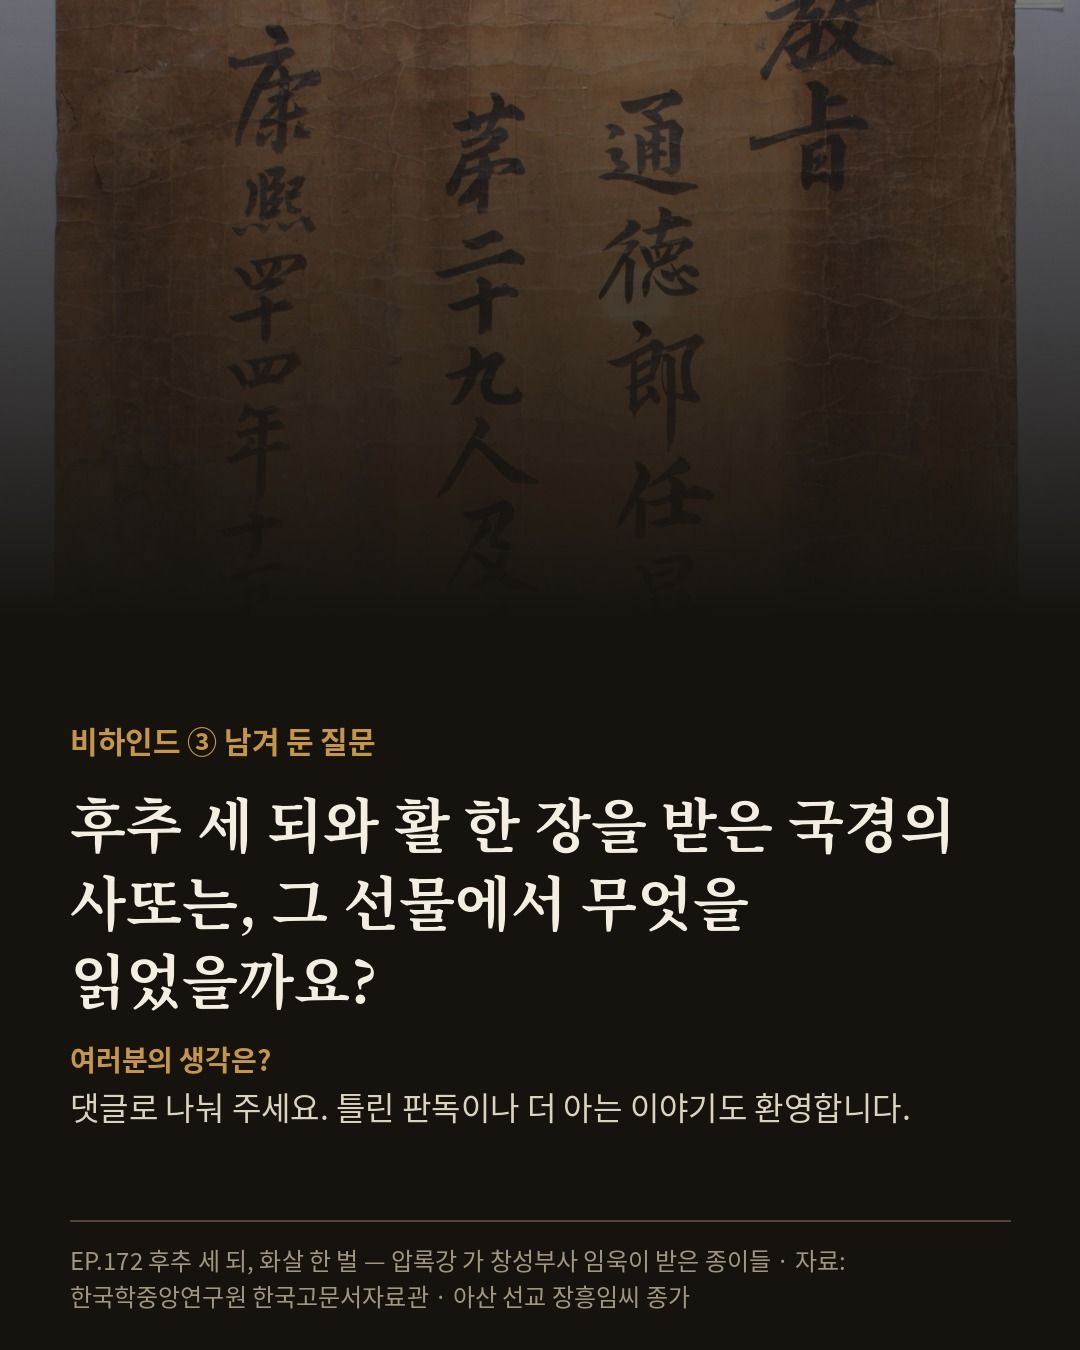 敎旨
通德郎任
茅二十九人及
康熙四十四年十
비하인드 ③ 남겨 둔 질문
후추 세 되와 활 한 장을 받은 국경의
사또는, 그 선물에서 무엇을
읽었을까요?
여러분의 생각은?
댓글로 나눠 주세요. 틀린 판독이나 더 아는 이야기도 환영합니다.
EP.172 후추 세 되, 화살 한 벌 — 압록강 가 창성부사 임욱이 받은 종이들 · 자료:
한국학중앙연구원 한국고문서자료관 · 아산 선교 장흥임씨 종가